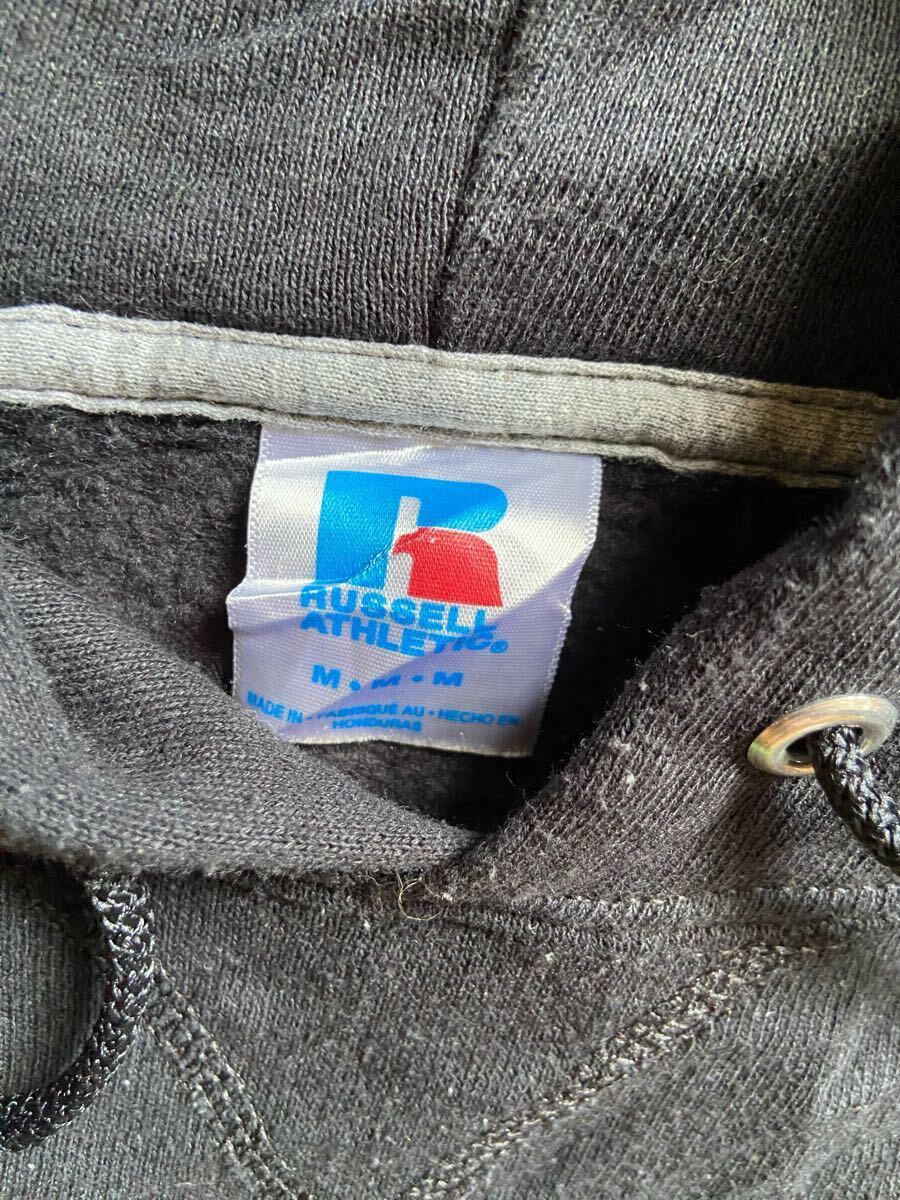 R
RUSSELL
ATHLETIC®
M • M • M
MADE IN • FABRIQUÉ AU • HECHO EN
HONDURAS